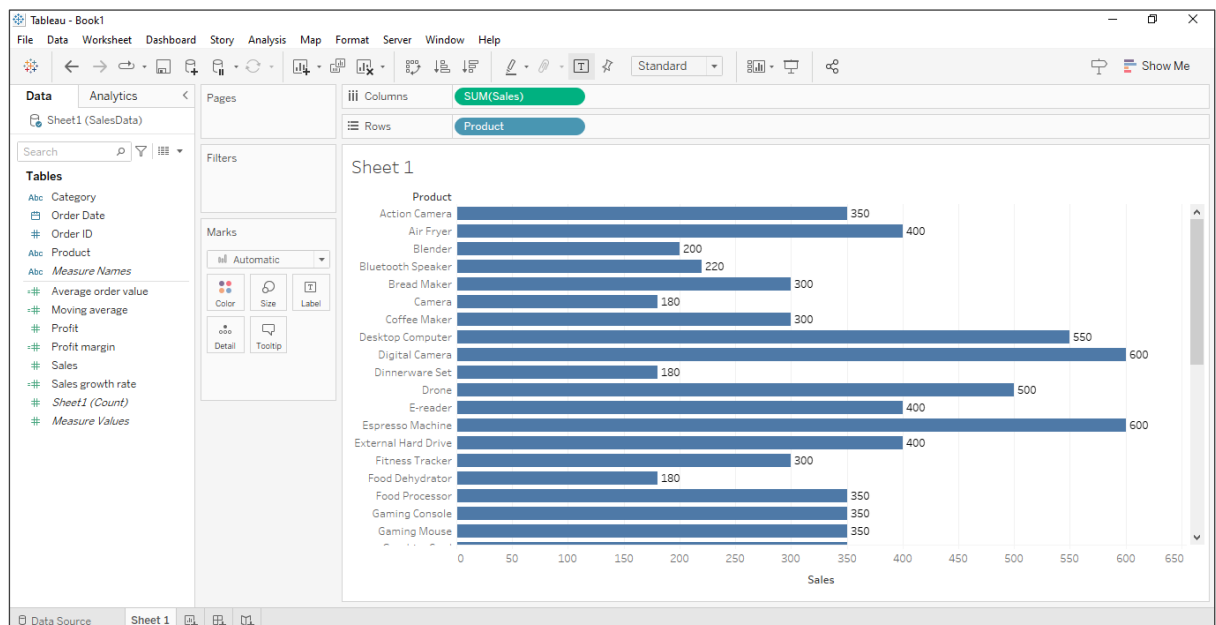 Tableau - Book1
File Data Worksheet Dashboard Story Analysis Map Format Server Window Help
Standard
Show Me
Data Analytics
Sheet1 (SalesData)
Search
Tables
Abc Category
Order Date
# Order ID
Abc Product
Abc Measure Names
=# Average order value
=# Moving average
# Profit
=# Profit margin
# Sales
=# Sales growth rate
# Sheet1 (Count)
# Measure Values
Pages
Filters
Marks
Automatic
Color Size Label
Detail Tooltip
iii Columns SUM(Sales)
Rows Product
Sheet 1
Product
Action Camera 350
Air Fryer 400
Blender 200
Bluetooth Speaker 220
Bread Maker 300
Camera 180
Coffee Maker 300
Desktop Computer 550
Digital Camera 600
Dinnerware Set 180
Drone 500
E-reader 400
Espresso Machine 600
External Hard Drive 400
Fitness Tracker 300
Food Dehydrator 180
Food Processor 350
Gaming Console 350
Gaming Mouse 350
0 50 100 150 200 250 300 350 400 450 500 550 600 650
Sales
Data Source Sheet 1